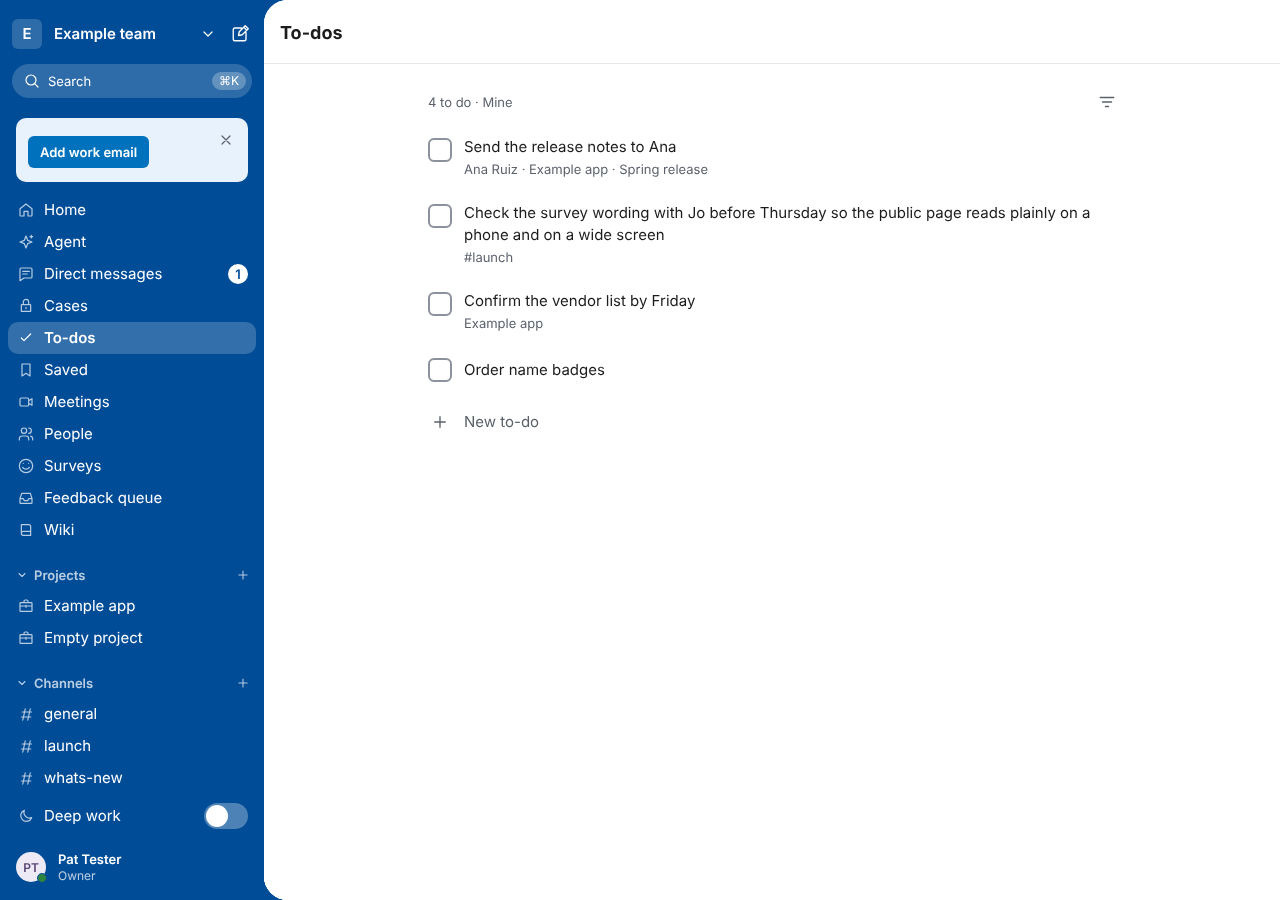 E
Example team
Search
⌘K
Add work email
Home
Agent
Direct messages
1
Cases
To-dos
Saved
Meetings
People
Surveys
Feedback queue
Wiki
Projects
Example app
Empty project
Channels
general
launch
whats-new
Deep work
PT
Pat Tester
Owner
To-dos
4 to do · Mine
Send the release notes to Ana
Ana Ruiz · Example app · Spring release
Check the survey wording with Jo before Thursday so the public page reads plainly on a
phone and on a wide screen
#launch
Confirm the vendor list by Friday
Example app
Order name badges
New to-do